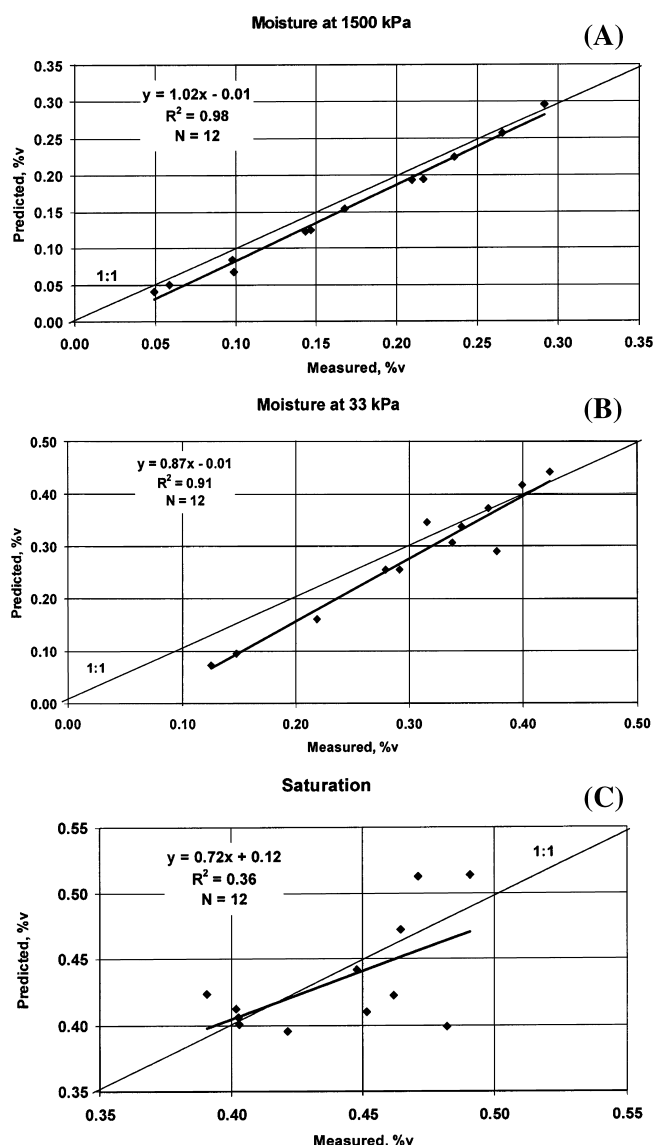 Moisture at 1500 kPa
(A)
y = 1.02x - 0.01
R² = 0.98
N = 12
0.35
0.30
0.25
0.20
0.15
0.10
0.05
0.00
Predicted, %v
1:1
0.00 0.05 0.10 0.15 0.20 0.25 0.30 0.35
Measured, %v
Moisture at 33 kPa
(B)
y = 0.87x - 0.01
R² = 0.91
N = 12
0.50
0.40
0.30
0.20
0.10
0.00
Predicted, %v
1:1
0.00 0.10 0.20 0.30 0.40 0.50
Measured, %v
Saturation
(C)
y = 0.72x + 0.12
R² = 0.36
N = 12
1:1
0.55
0.50
0.45
0.40
0.35
Predicted, %v
0.35 0.40 0.45 0.50 0.55
Measured, %v